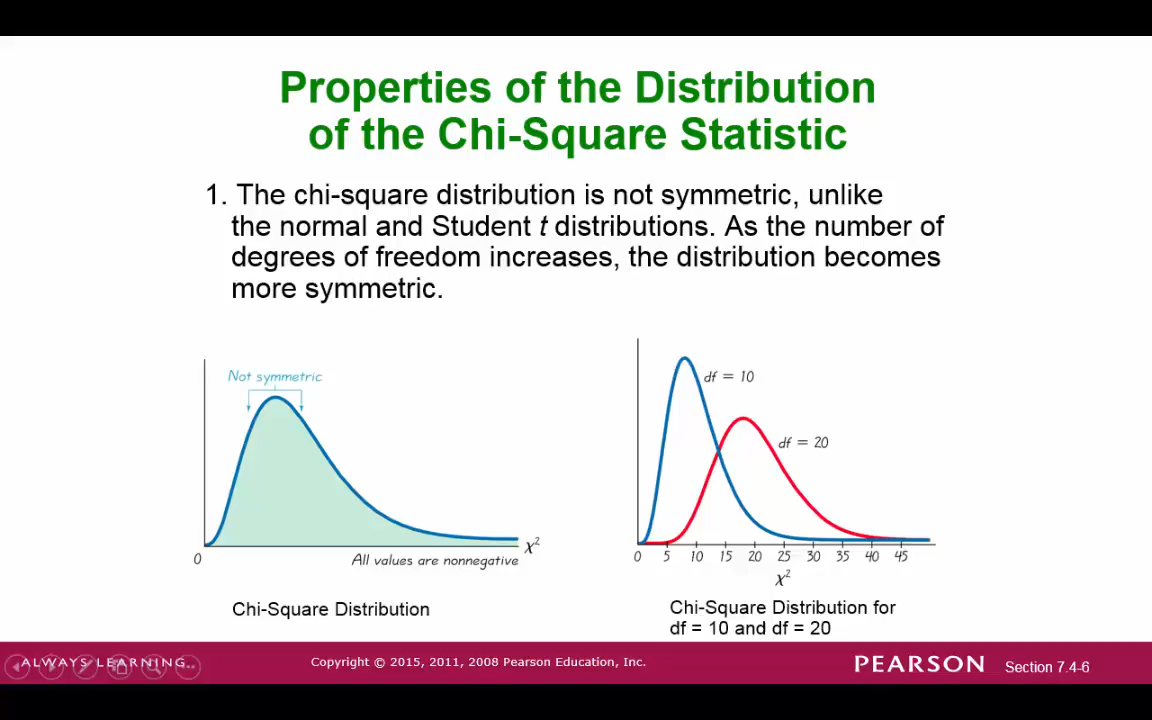 Properties of the Distribution
of the Chi-Square Statistic
1. The chi-square distribution is not symmetric, unlike
the normal and Student t distributions. As the number of
degrees of freedom increases, the distribution becomes
more symmetric.
Not symmetric
0
All values are nonnegative
χ²
Chi-Square Distribution
df = 10
df = 20
0 5 10 15 20 25 30 35 40 45
χ²
Chi-Square Distribution for
df = 10 and df = 20
ALWAYS LEARNING
Copyright © 2015, 2011, 2008 Pearson Education, Inc.
PEARSON
Section 7.4-6